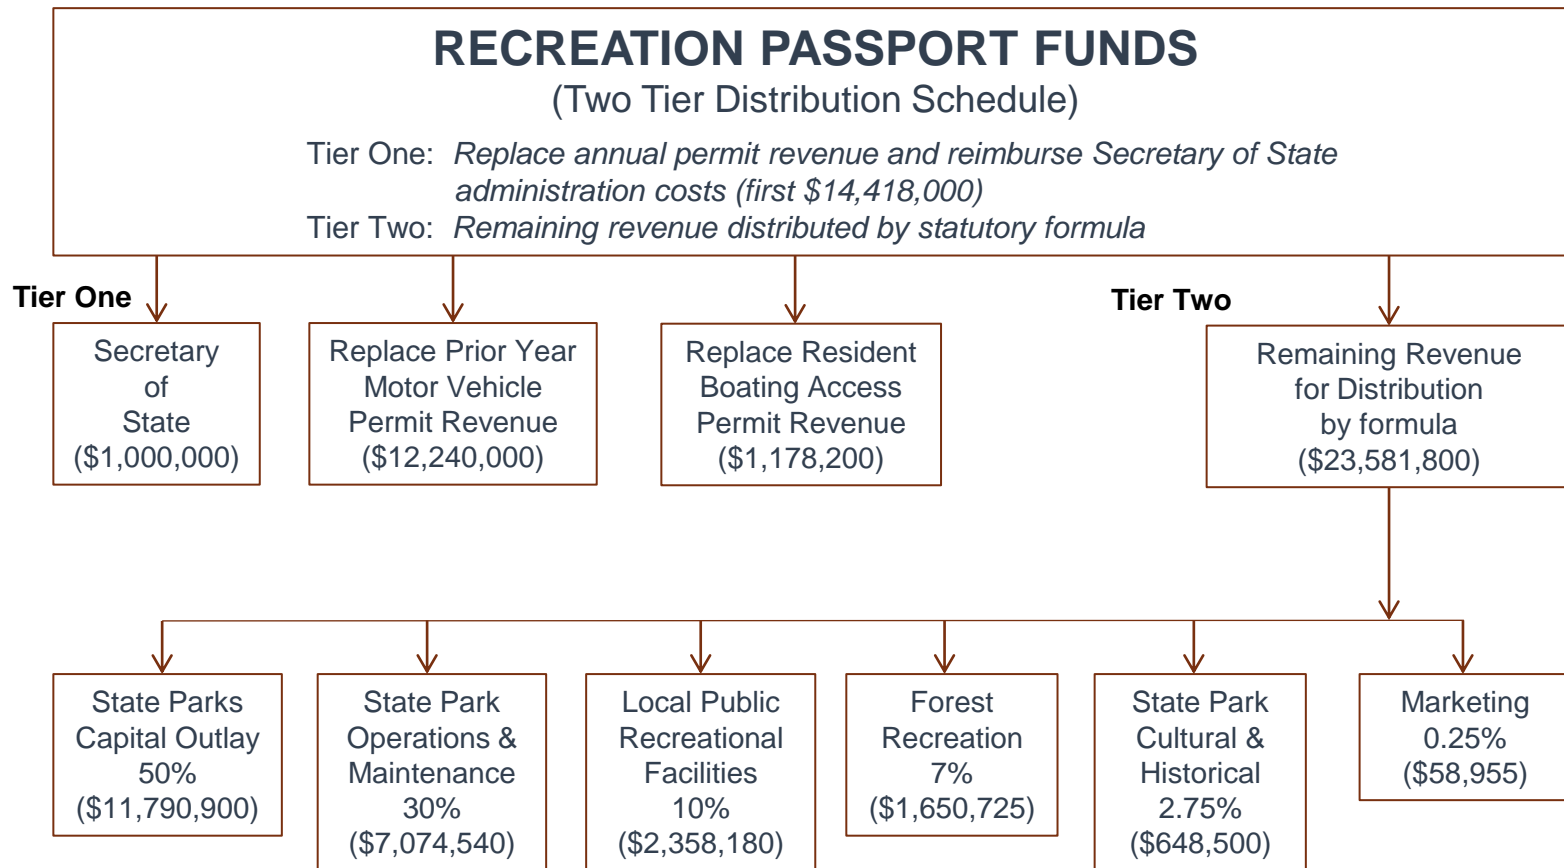 RECREATION PASSPORT FUNDS
(Two Tier Distribution Schedule)
Tier One: Replace annual permit revenue and reimburse Secretary of State
administration costs (first $14,418,000)
Tier Two: Remaining revenue distributed by statutory formula
Tier One
Tier Two
Secretary
of
State
($1,000,000)
Replace Prior Year
Motor Vehicle
Permit Revenue
($12,240,000)
Replace Resident
Boating Access
Permit Revenue
($1,178,200)
Remaining Revenue
for Distribution
by formula
($23,581,800)
State Parks
Capital Outlay
50%
($11,790,900)
State Park
Operations &
Maintenance
30%
($7,074,540)
Local Public
Recreational
Facilities
10%
($2,358,180)
Forest
Recreation
7%
($1,650,725)
State Park
Cultural &
Historical
2.75%
($648,500)
Marketing
0.25%
($58,955)